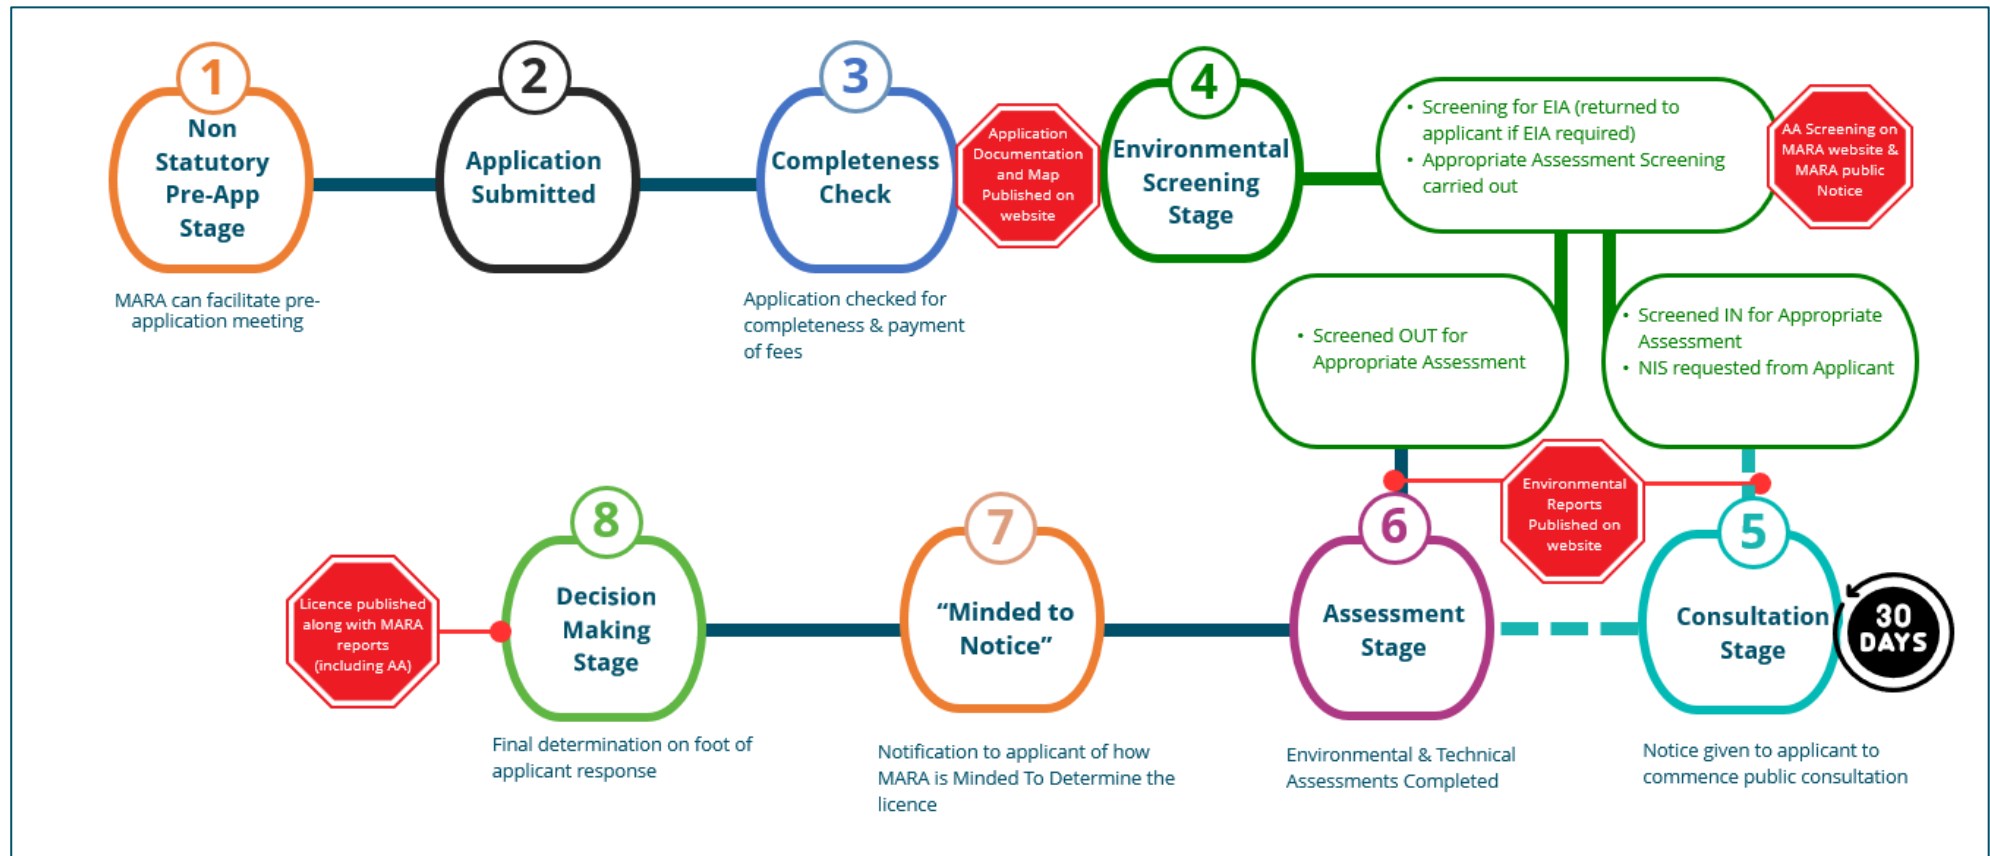 1
Non
Statutory
Pre-App
Stage
MARA can facilitate pre-
application meeting
2
Application
Submitted
3
Completeness
Check
Application checked for
completeness & payment
of fees
Application
Documentation
and Map
Published on
website
4
Environmental
Screening
Stage
• Screening for EIA (returned to
applicant if EIA required)
• Appropriate Assessment Screening
carried out
AA Screening on
MARA website &
MARA public
Notice
• Screened OUT for
Appropriate Assessment
• Screened IN for Appropriate
Assessment
• NIS requested from Applicant
Environmental
Reports
Published on
website
5
Consultation
Stage
30
DAYS
Notice given to applicant to
commence public consultation
6
Assessment
Stage
Environmental & Technical
Assessments Completed
7
“Minded to
Notice”
Notification to applicant of how
MARA is Minded To Determine the
licence
8
Decision
Making
Stage
Final determination on foot of
applicant response
Licence published
along with MARA
reports
(including AA)